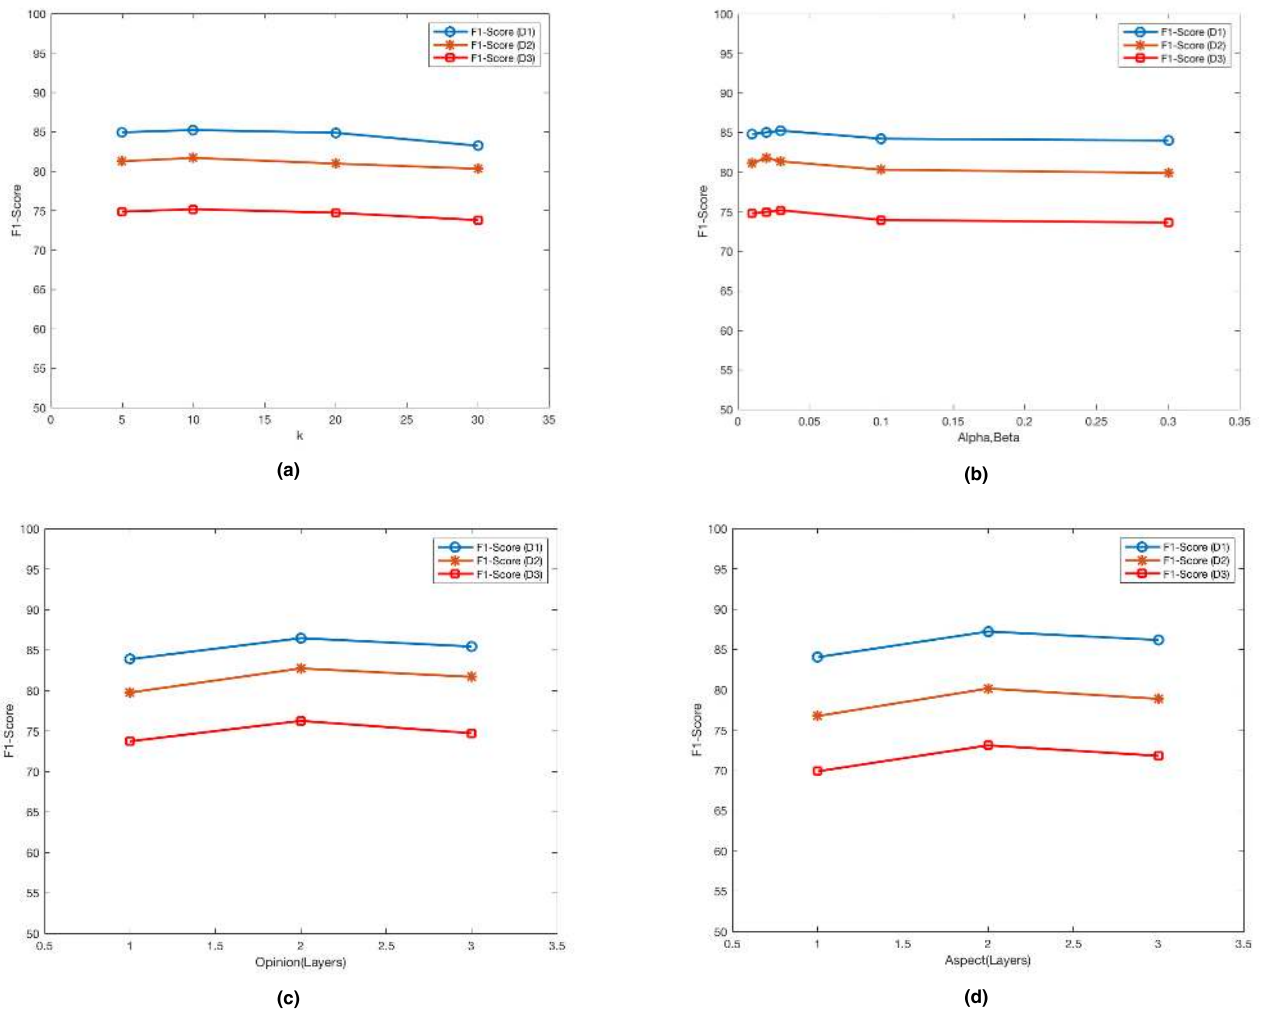 100
95
90
85
80
75
70
65
60
55
50
F1-Score
0 5 10 15 20 25 30 35
k
F1-Score (D1)
F1-Score (D2)
F1-Score (D3)
(a)
100
95
90
85
80
75
70
65
60
55
50
F1-Score
0 0.05 0.1 0.15 0.2 0.25 0.3 0.35
Alpha,Beta
F1-Score (D1)
F1-Score (D2)
F1-Score (D3)
(b)
100
95
90
85
80
75
70
65
60
55
50
F1-Score
0.5 1 1.5 2 2.5 3 3.5
Opinion(Layers)
F1-Score (D1)
F1-Score (D2)
F1-Score (D3)
(c)
100
95
90
85
80
75
70
65
60
55
50
F1-Score
0.5 1 1.5 2 2.5 3 3.5
Aspect(Layers)
F1-Score (D1)
F1-Score (D2)
F1-Score (D3)
(d)